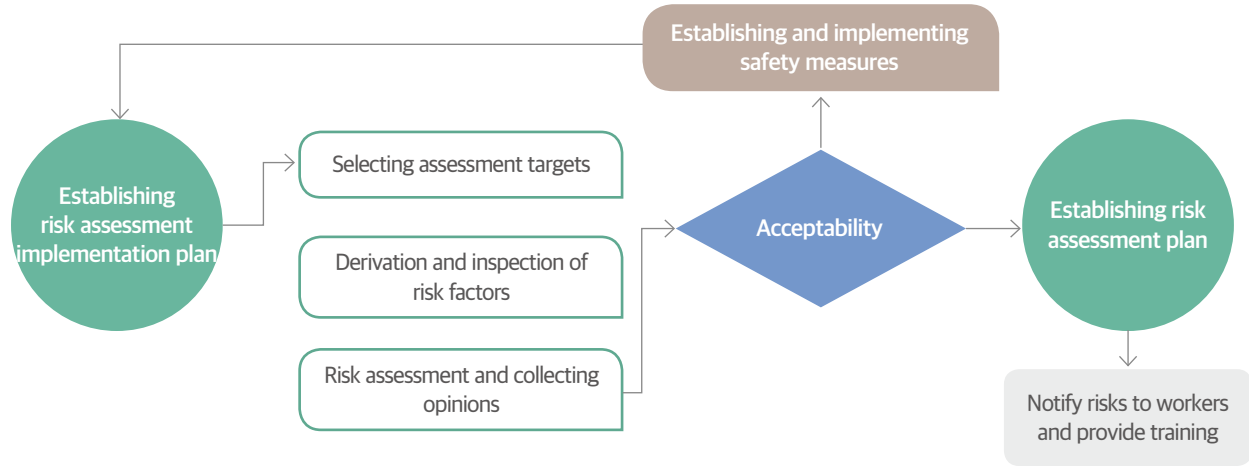 Establishing and implementing
safety measures
Establishing
risk assessment
implementation plan
Selecting assessment targets
Derivation and inspection of
risk factors
Risk assessment and collecting
opinions
Acceptability
Establishing risk
assessment plan
Notify risks to workers
and provide training